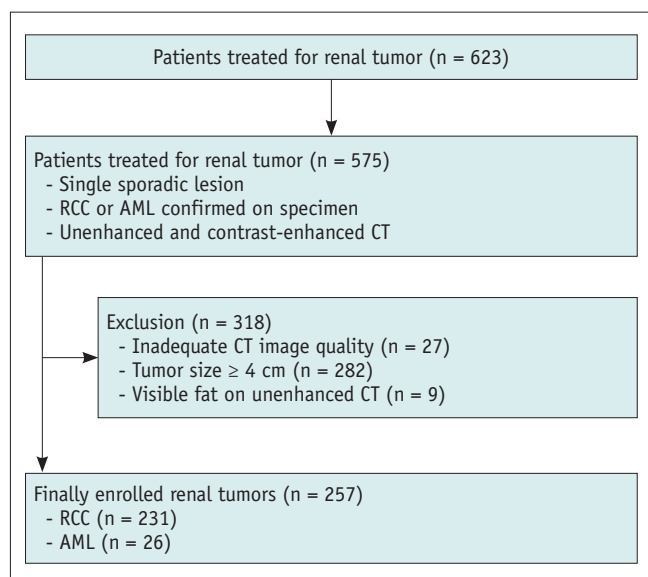 Patients treated for renal tumor (n = 623)
Patients treated for renal tumor (n = 575)
- Single sporadic lesion
- RCC or AML confirmed on specimen
- Unenhanced and contrast-enhanced CT
Exclusion (n = 318)
- Inadequate CT image quality (n = 27)
- Tumor size ≥ 4 cm (n = 282)
- Visible fat on unenhanced CT (n = 9)
Finally enrolled renal tumors (n = 257)
- RCC (n = 231)
- AML (n = 26)